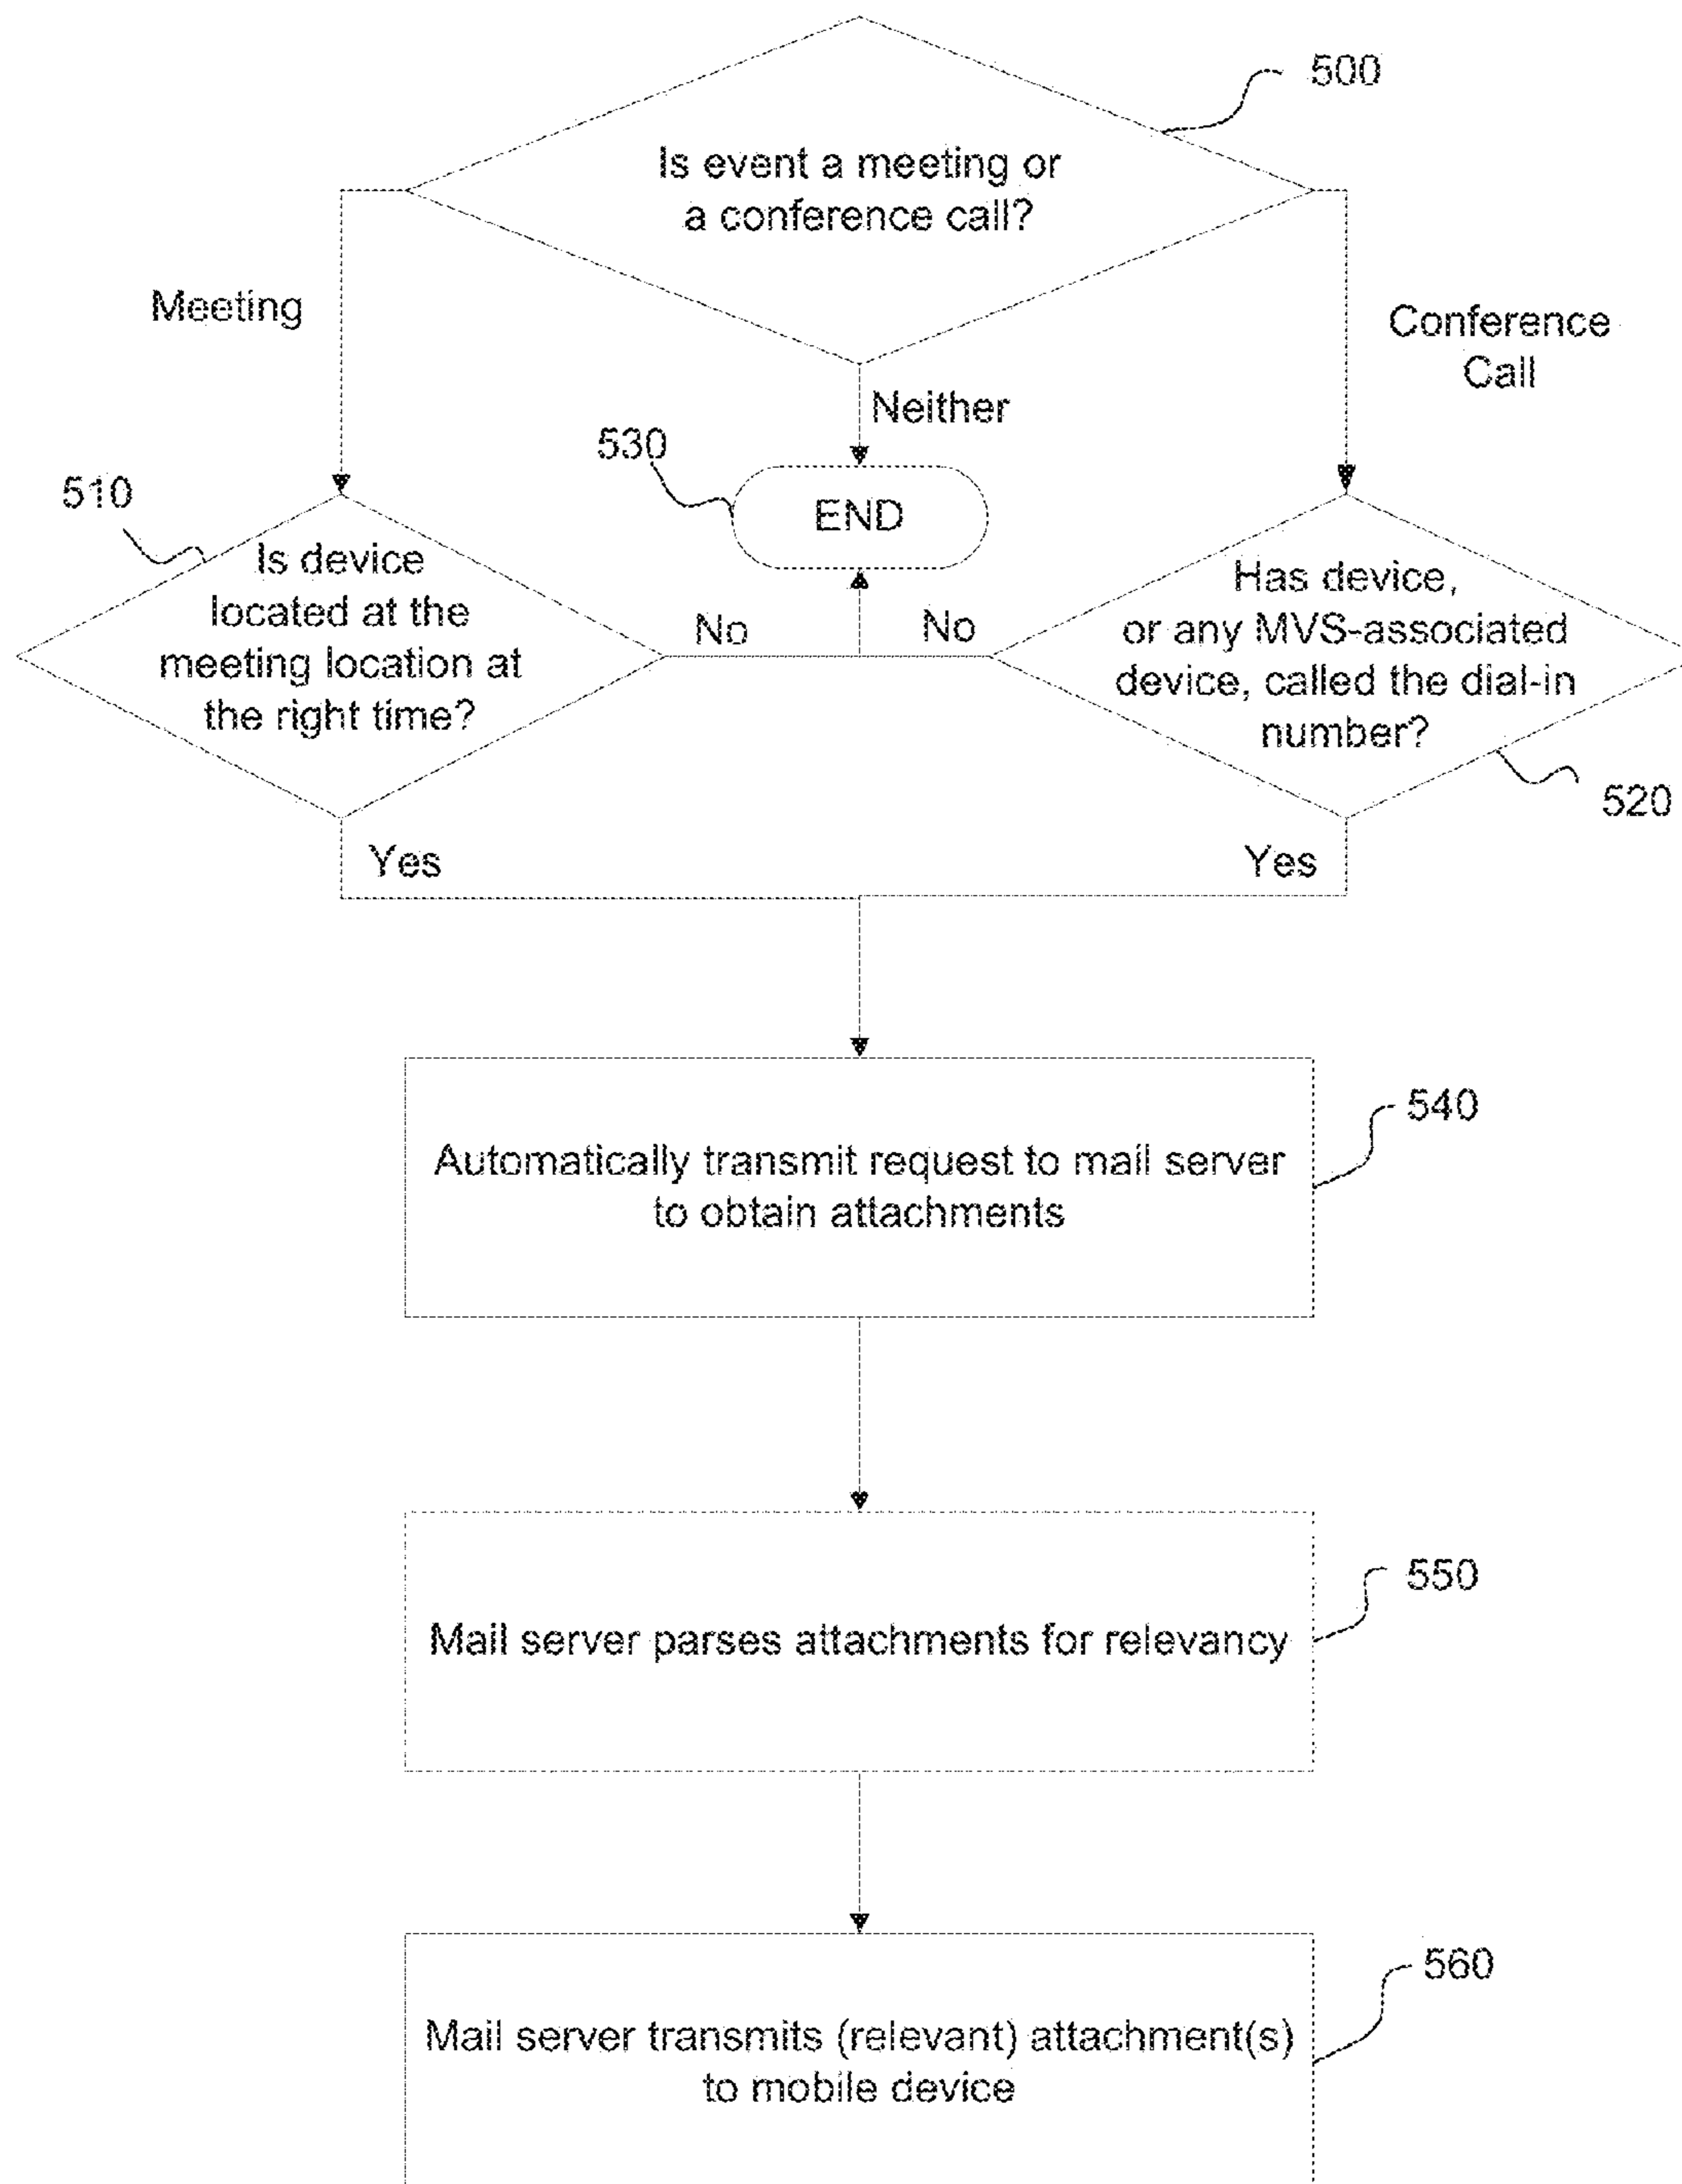 500
Is event a meeting or
a conference call?
Meeting
Conference
Call
Neither
530
END
510
Is device
located at the
meeting location at
the right time?
No
No
Has device,
or any MVS-associated
device, called the dial-in
number?
520
Yes
Yes
540
Automatically transmit request to mail server
to obtain attachments
550
Mail server parses attachments for relevancy
560
Mail server transmits (relevant) attachment(s)
to mobile device